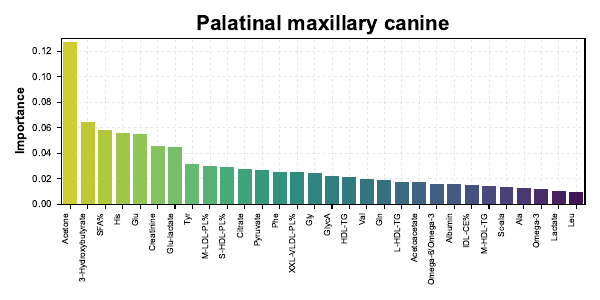 Palatinal maxillary canine
Importance
0.12
0.10
0.08
0.06
0.04
0.02
0.00
Acetone
3-Hydroxybutyrate
SFA%
His
Glu
Creatinine
Glu-lactate
Tyr
M-LDL-PL%
S-HDL-PL%
Citrate
Pyruvate
Phe
XXL-VLDL-PL%
Gly
GlycA
HDL-TG
Val
Gln
L-HDL-TG
Acetoacetate
Omega-6/Omega-3
Albumin
IDL-CE%
M-HDL-TG
Ala
Omega-3
Lactate
Leu